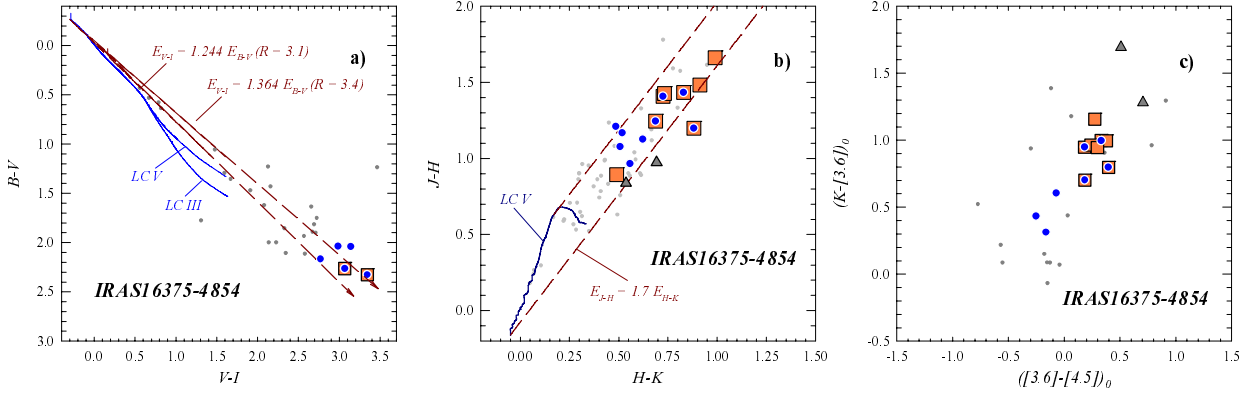 a)
E_V-I = 1.244 E_B-V (R = 3.1)
E_V-I = 1.364 E_B-V (R = 3.4)
LC V
LC III
IRAS16375-4854
B-V
0.0
0.5
1.0
1.5
2.0
2.5
3.0
0.0 0.5 1.0 1.5 2.0 2.5 3.0 3.5
V-I
b)
LC V
IRAS16375-4854
E_J-H = 1.7 E_H-K
J-H
2.0
1.5
1.0
0.5
0.0
0.00 0.25 0.50 0.75 1.00 1.25 1.50
H-K
c)
IRAS16375-4854
(K-[3.6])₀
2.0
1.5
1.0
0.5
0.0
-0.5
-1.5 -1.0 -0.5 0.0 0.5 1.0 1.5
([3.6]-[4.5])₀